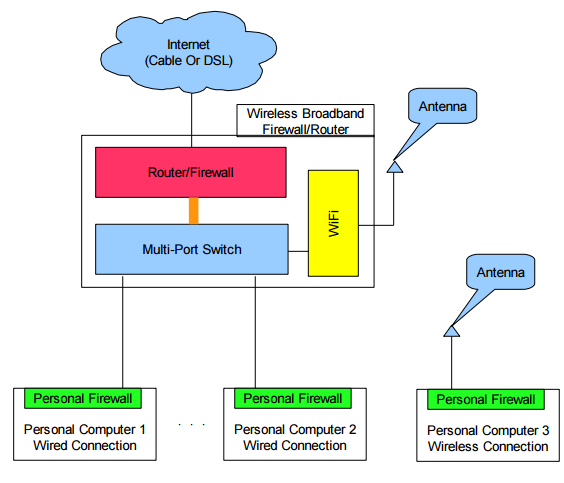 Internet
(Cable Or DSL)
Wireless Broadband
Firewall/Router
Antenna
Router/Firewall
WiFi
Multi-Port Switch
Antenna
Personal Firewall
Personal Computer 1
Wired Connection
. . .
Personal Firewall
Personal Computer 2
Wired Connection
Personal Firewall
Personal Computer 3
Wireless Connection